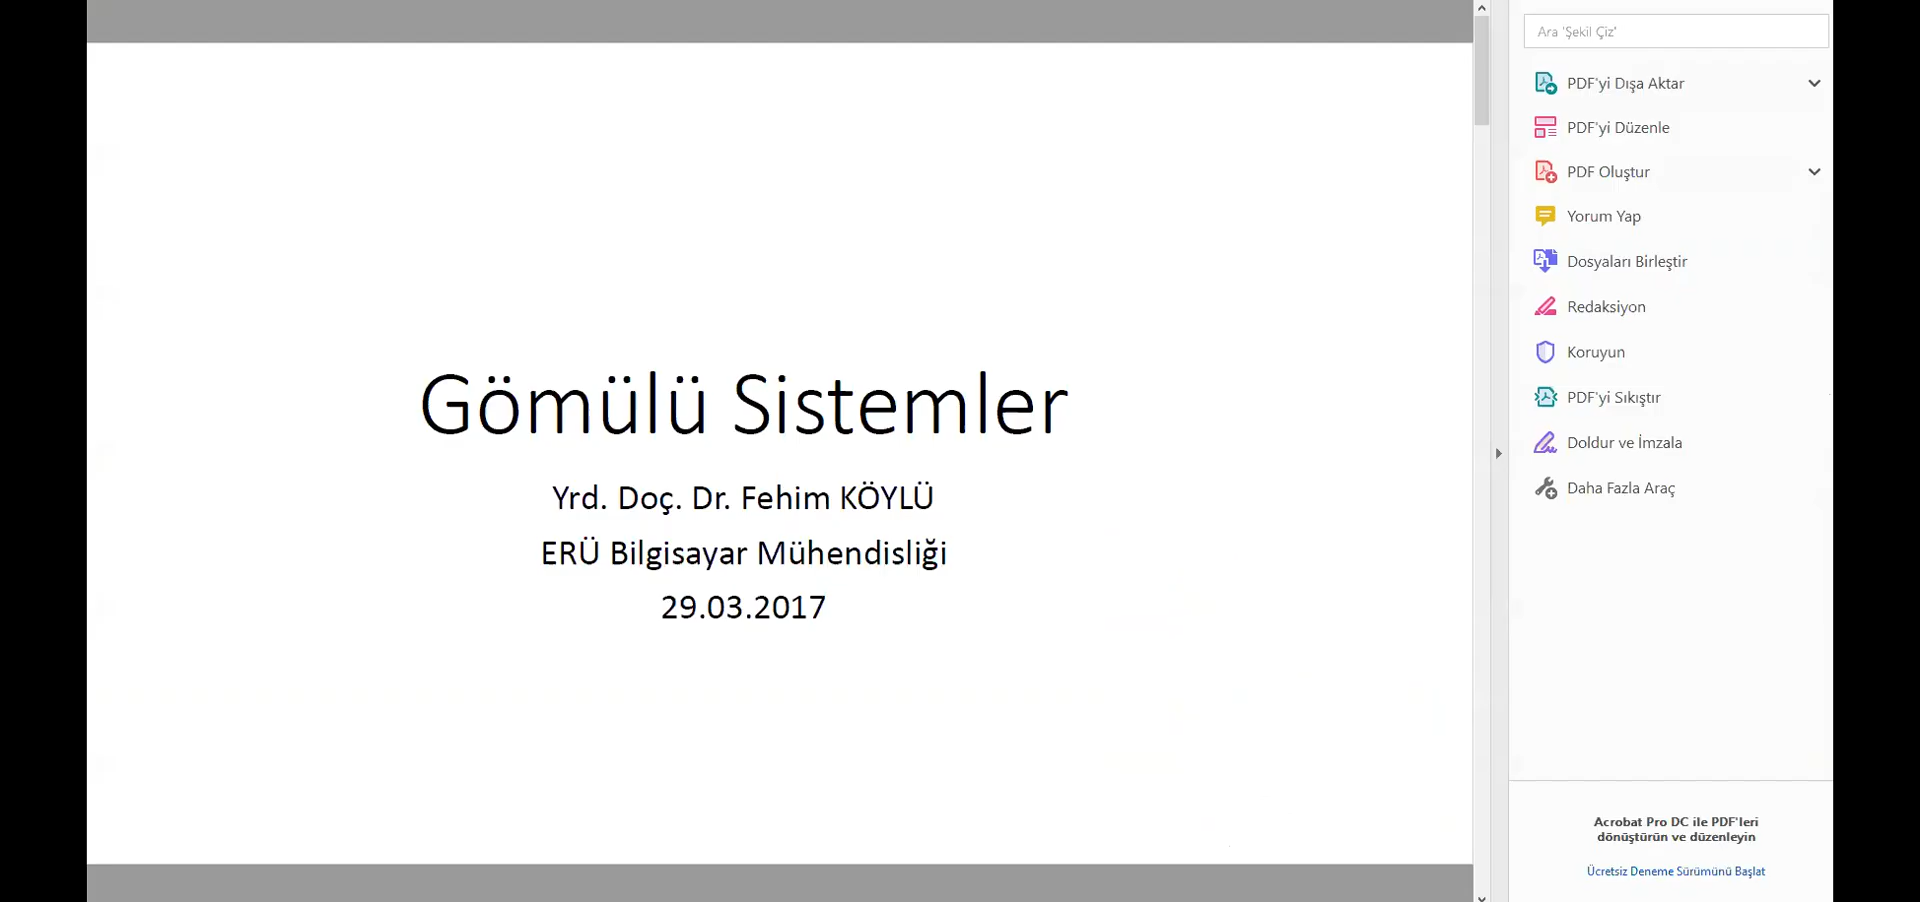 Gömülü Sistemler
Yrd. Doç. Dr. Fehim KÖYLÜ
ERÜ Bilgisayar Mühendisliği
29.03.2017
Ara 'Şekil Çiz'
PDF'yi Dışa Aktar
PDF'yi Düzenle
PDF Oluştur
Yorum Yap
Dosyaları Birleştir
Redaksiyon
Koruyun
PDF'yi Sıkıştır
Doldur ve İmzala
Daha Fazla Araç
Acrobat Pro DC ile PDF'leri
dönüştürün ve düzenleyin
Ücretsiz Deneme Sürümünü Başlat